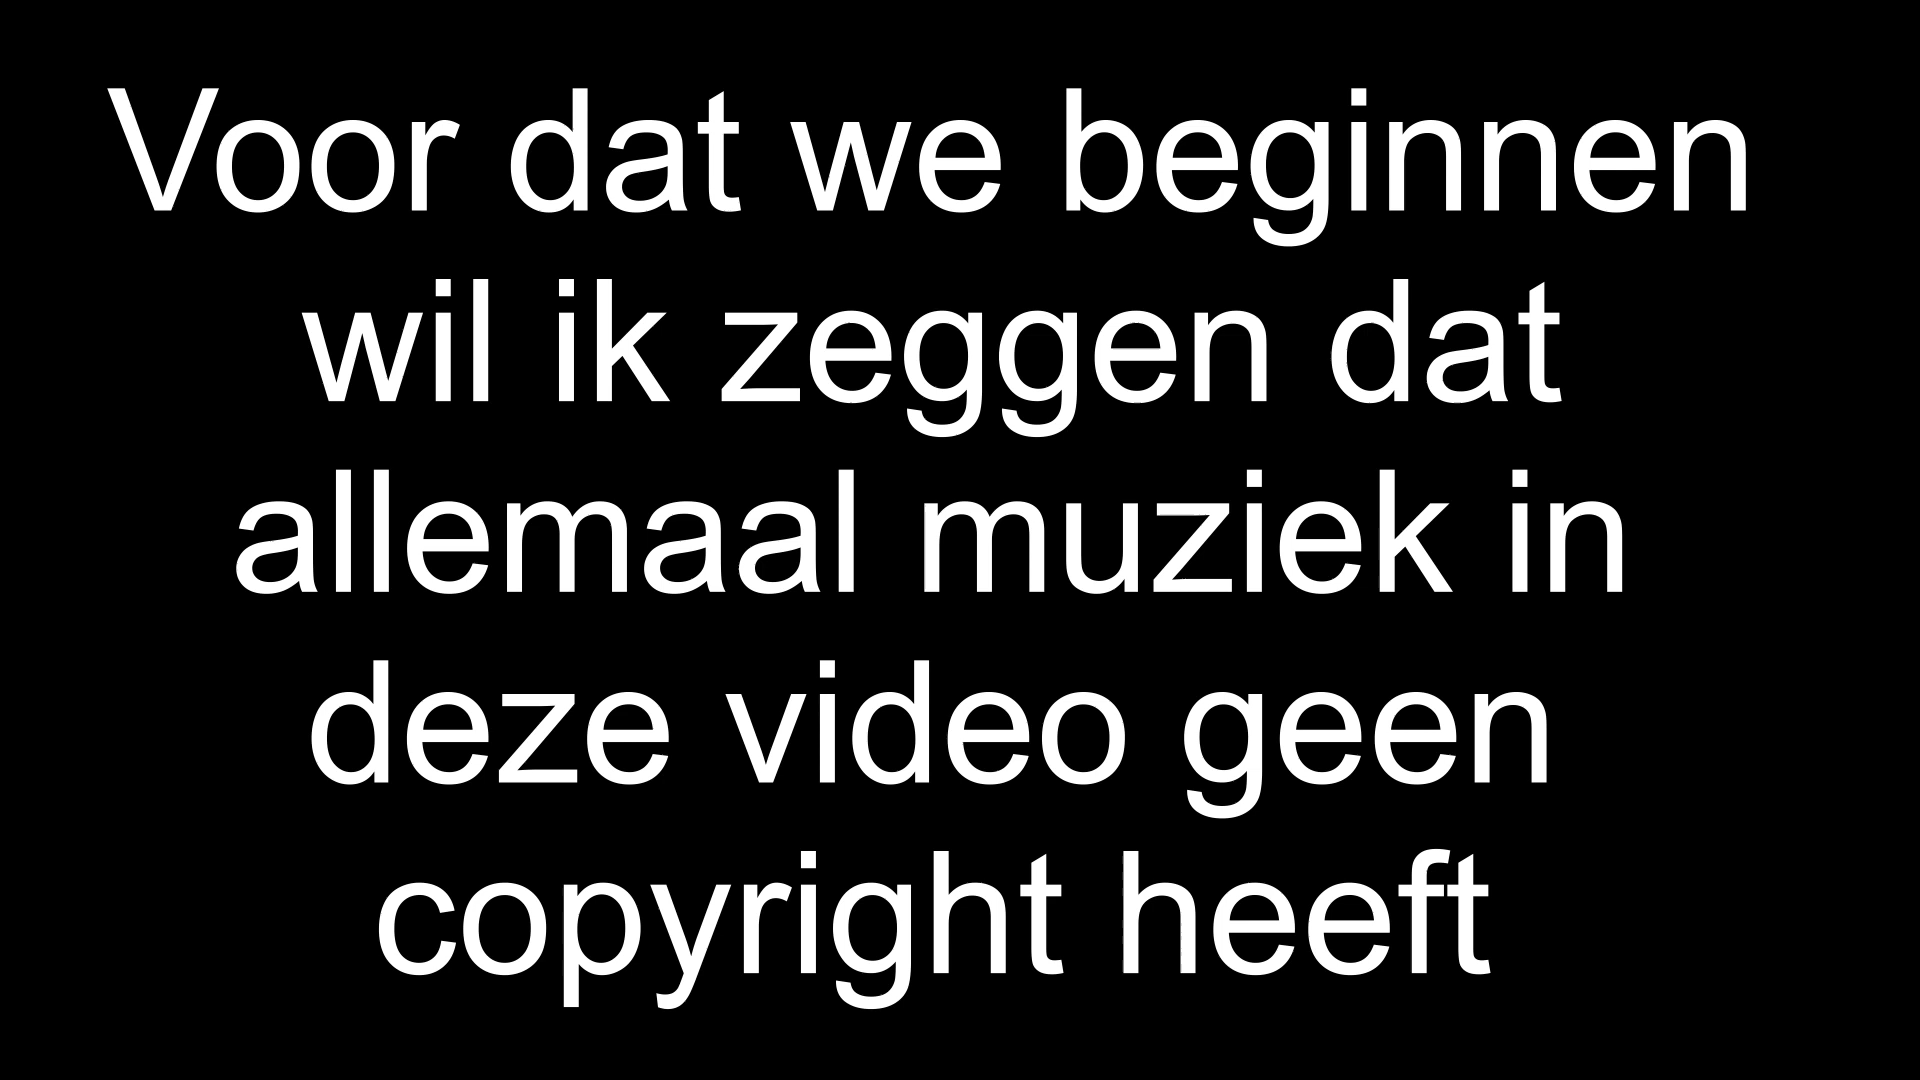 Voor dat we beginnen
wil ik zeggen dat
allemaal muziek in
deze video geen
copyright heeft